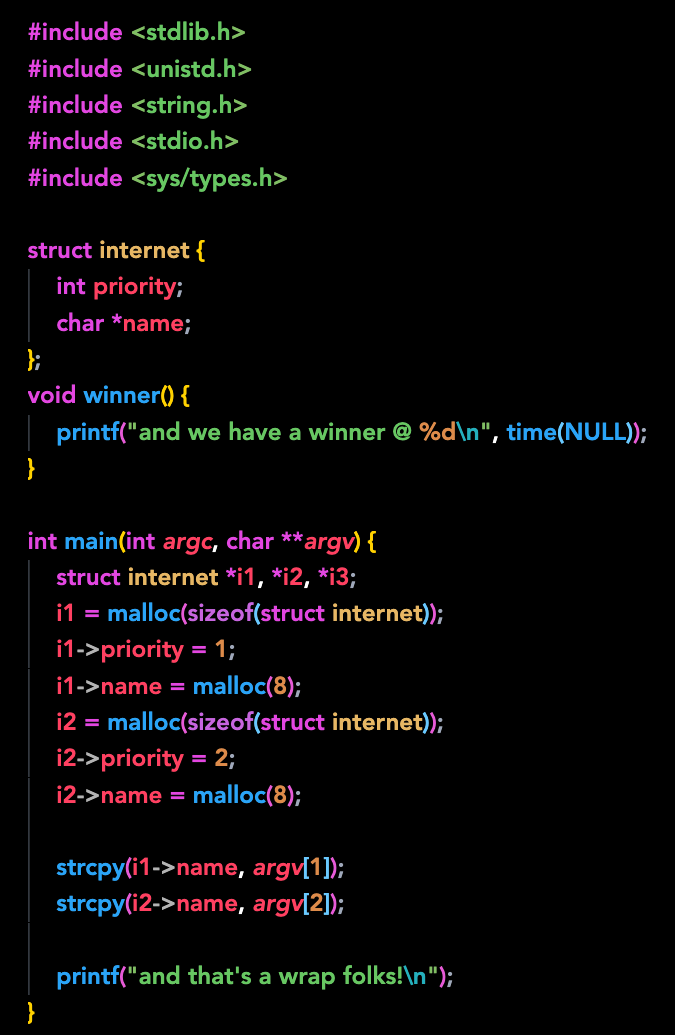 #include <stdlib.h>
#include <unistd.h>
#include <string.h>
#include <stdio.h>
#include <sys/types.h>

struct internet {
    int priority;
    char *name;
};
void winner() {
    printf("and we have a winner @ %d\n", time(NULL));
}

int main(int argc, char **argv) {
    struct internet *i1, *i2, *i3;
    i1 = malloc(sizeof(struct internet));
    i1->priority = 1;
    i1->name = malloc(8);
    i2 = malloc(sizeof(struct internet));
    i2->priority = 2;
    i2->name = malloc(8);

    strcpy(i1->name, argv[1]);
    strcpy(i2->name, argv[2]);

    printf("and that's a wrap folks!\n");
}